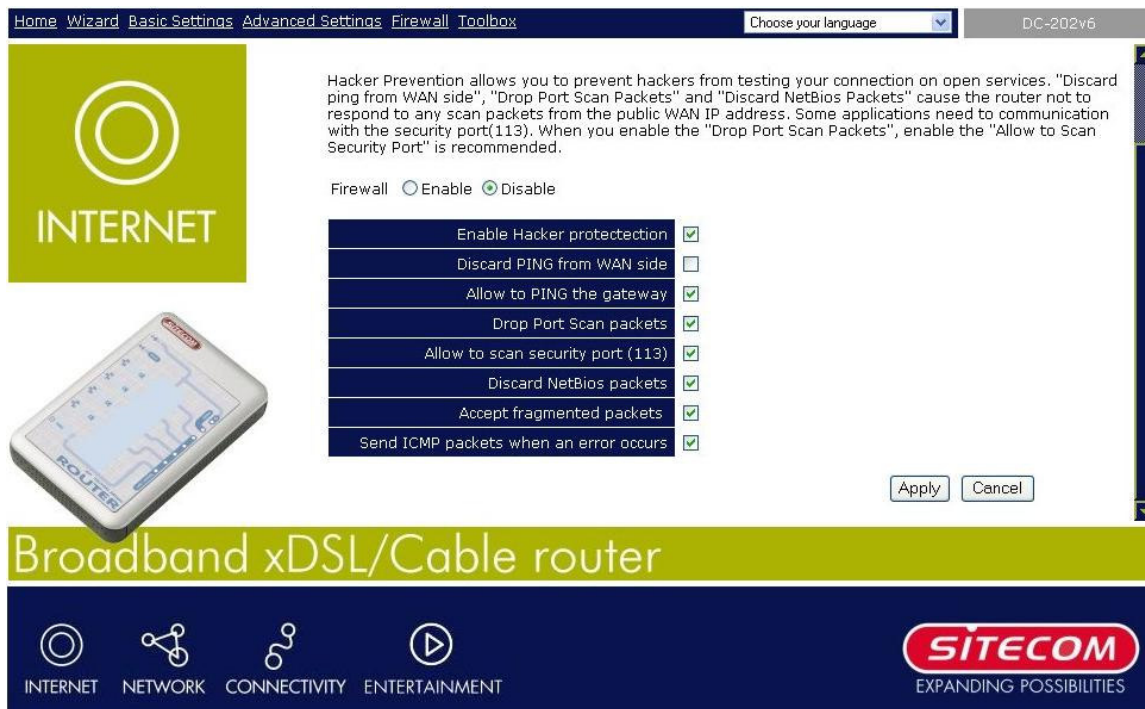 Home Wizard Basic Settings Advanced Settings Firewall Toolbox
Choose your language
DC-202v6
INTERNET
Hacker Prevention allows you to prevent hackers from testing your connection on open services. "Discard
ping from WAN side", "Drop Port Scan Packets" and "Discard NetBios Packets" cause the router not to
respond to any scan packets from the public WAN IP address. Some applications need to communication
with the security port(113). When you enable the "Drop Port Scan Packets", enable the "Allow to Scan
Security Port" is recommended.
Firewall Enable Disable
Enable Hacker protectection
Discard PING from WAN side
Allow to PING the gateway
Drop Port Scan packets
Allow to scan security port (113)
Discard NetBios packets
Accept fragmented packets
Send ICMP packets when an error occurs
Apply Cancel
SITECOM
ROUTER
Broadband xDSL/Cable router
INTERNET NETWORK CONNECTIVITY ENTERTAINMENT
SITECOM
EXPANDING POSSIBILITIES